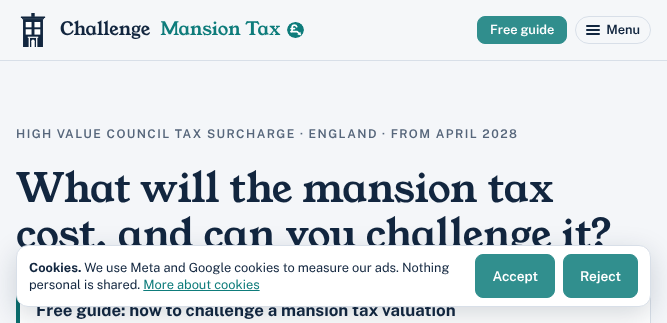 Challenge Mansion Tax £
Free guide
Menu
HIGH VALUE COUNCIL TAX SURCHARGE · ENGLAND · FROM APRIL 2028
What will the mansion tax
cost, and can you challenge it?
Cookies. We use Meta and Google cookies to measure our ads. Nothing
personal is shared. More about cookies
Accept
Reject
Free guide: how to challenge a mansion tax valuation